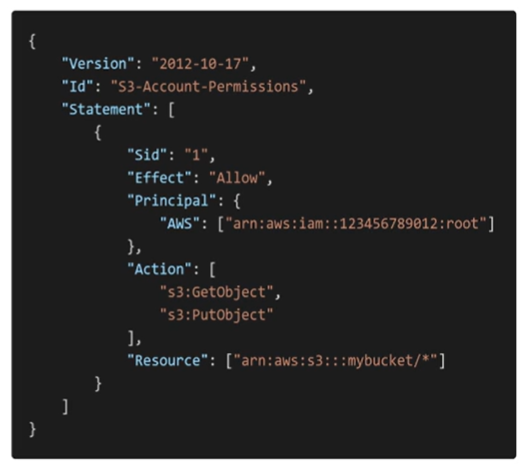 {
    "Version": "2012-10-17",
    "Id": "S3-Account-Permissions",
    "Statement": [
        {
            "Sid": "1",
            "Effect": "Allow",
            "Principal": {
                "AWS": ["arn:aws:iam::123456789012:root"]
            },
            "Action": [
                "s3:GetObject",
                "s3:PutObject"
            ],
            "Resource": ["arn:aws:s3:::mybucket/*"]
        }
    ]
}